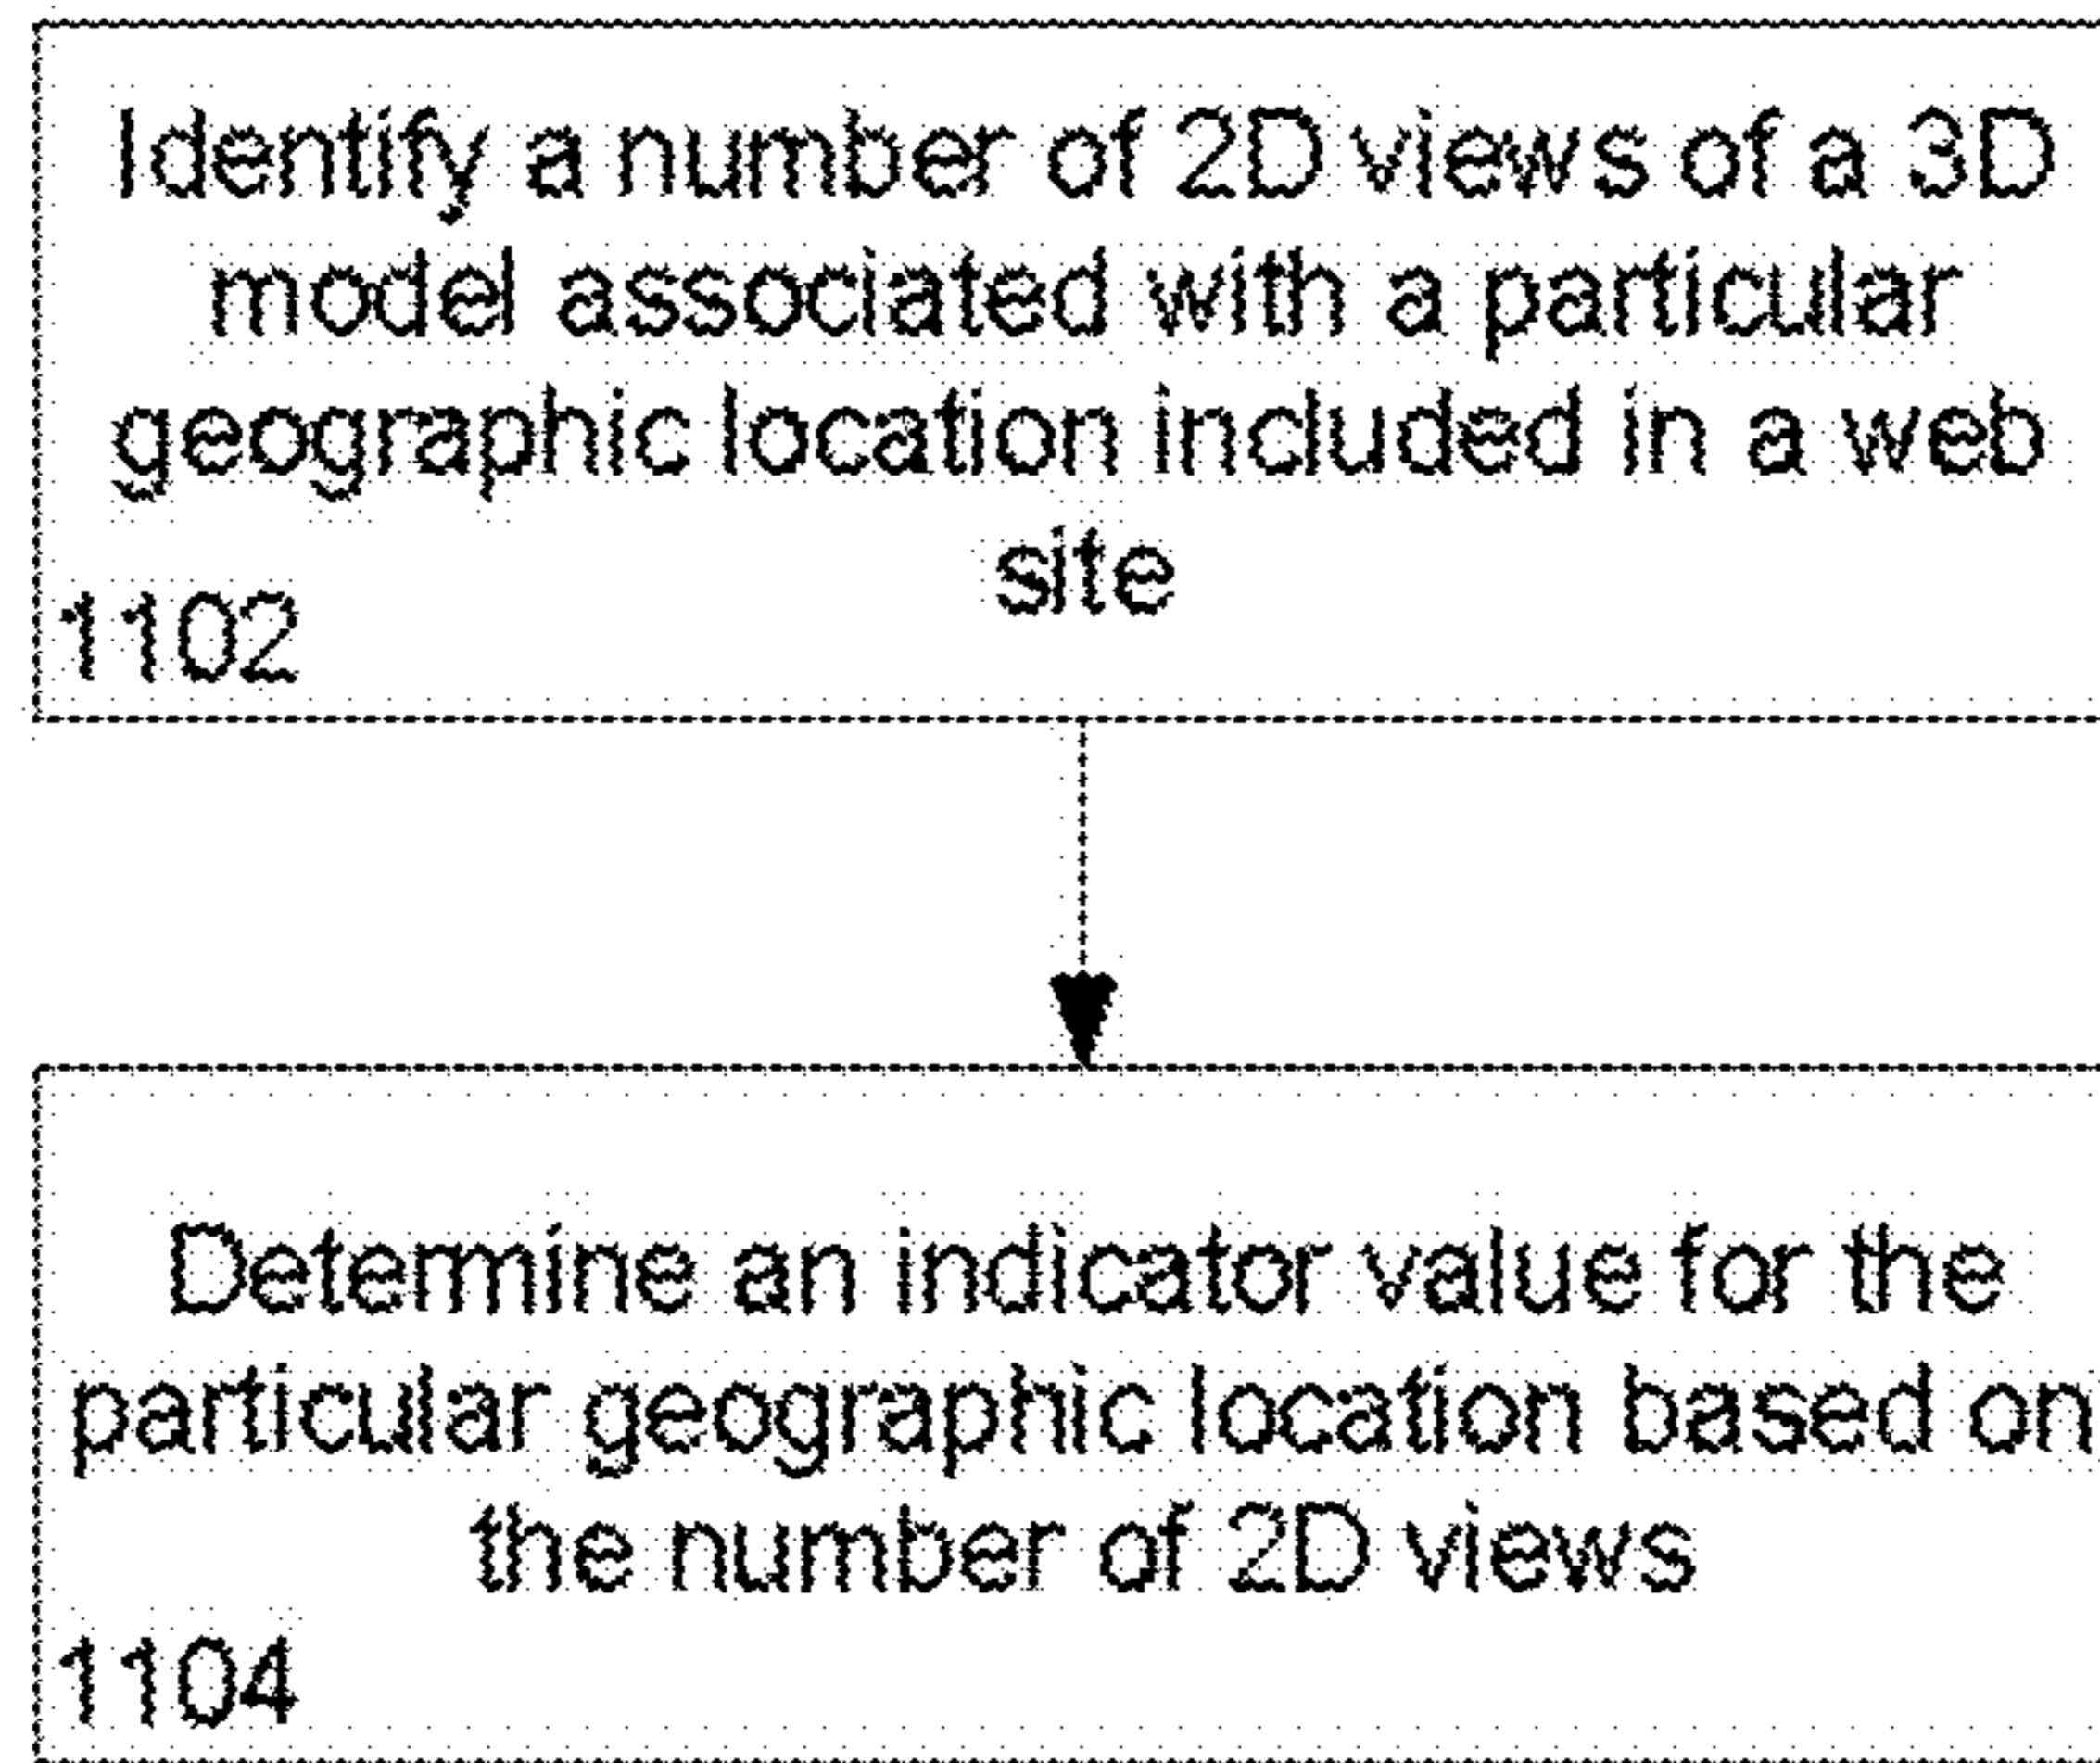 Identify a number of 2D views of a 3D
model associated with a particular
geographic location included in a web
site
1102
Determine an indicator value for the
particular geographic location based on
the number of 2D views
1104